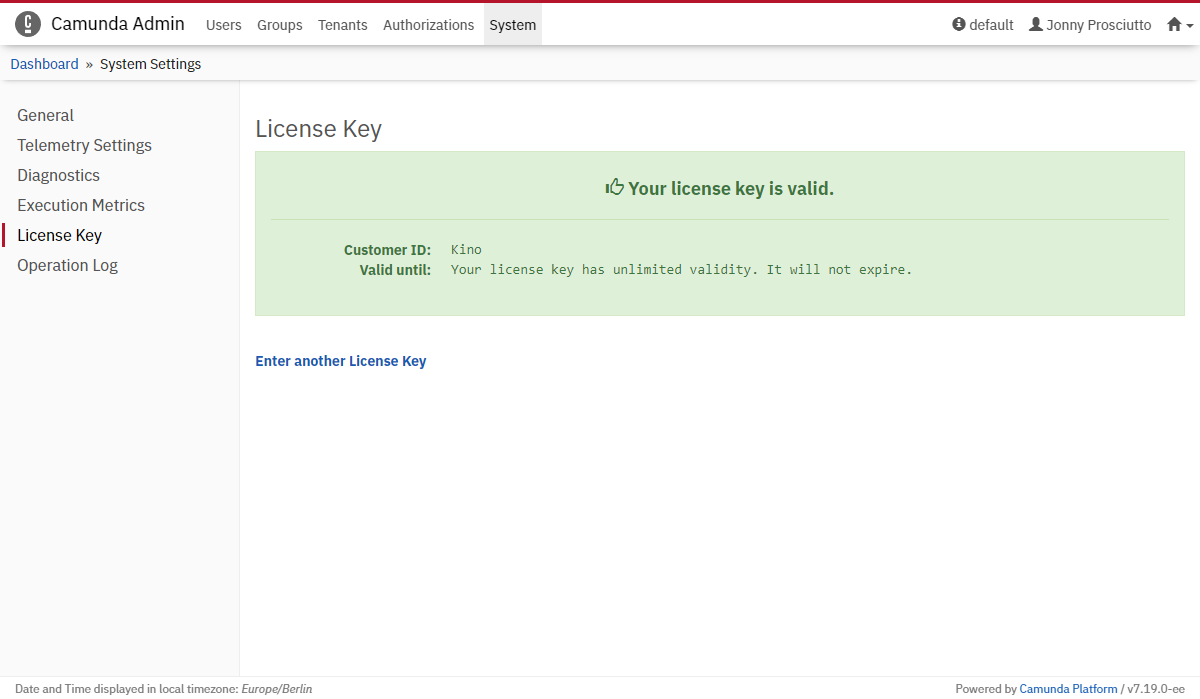 Camunda Admin Users Groups Tenants Authorizations System default Jonny Prosciutto
Dashboard » System Settings
General
Telemetry Settings
Diagnostics
Execution Metrics
License Key
Operation Log
License Key
Your license key is valid.
Customer ID: Kino
Valid until: Your license key has unlimited validity. It will not expire.
Enter another License Key
Date and Time displayed in local timezone: Europe/Berlin
Powered by Camunda Platform / v7.19.0-ee